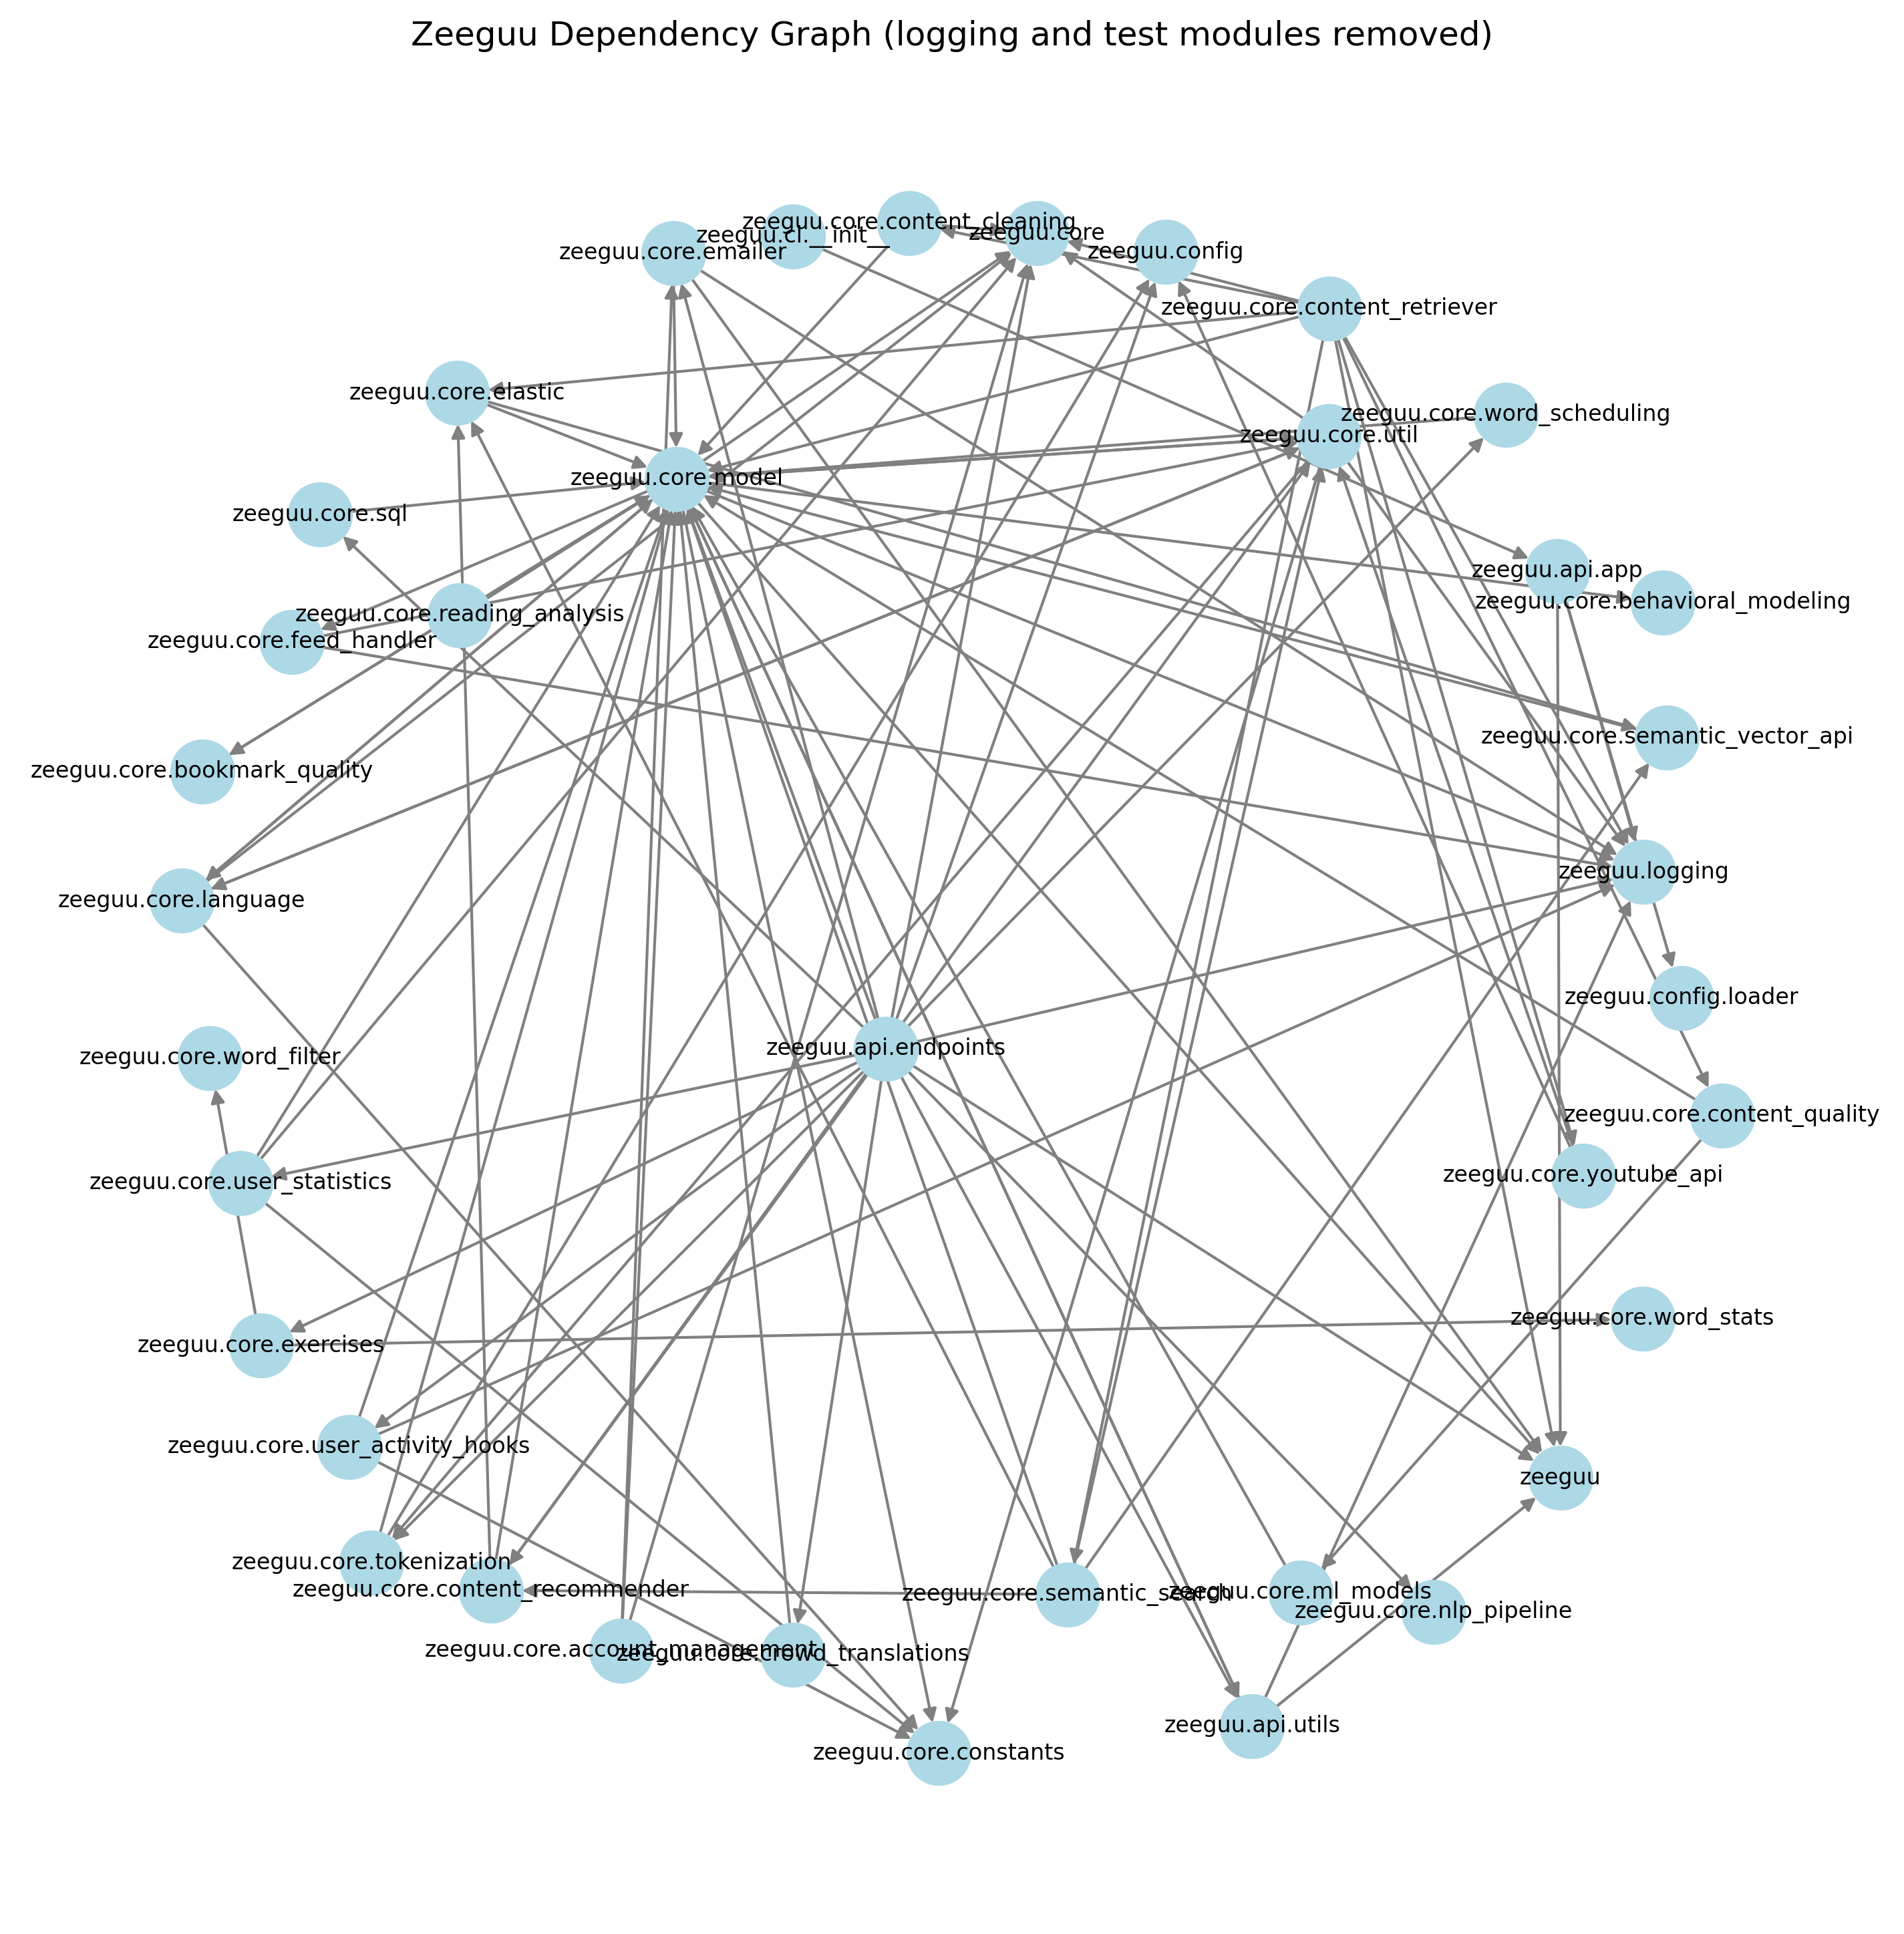 Zeeguu Dependency Graph (logging and test modules removed)
zeeguu.core.content_cleaning
zeeguu.cl.__init__
zeeguu.core
zeeguu.core.emailer
zeeguu.config
zeeguu.core.content_retriever
zeeguu.core.elastic
zeeguu.core.word_scheduling
zeeguu.core.util
zeeguu.core.model
zeeguu.core.sql
zeeguu.api.app
zeeguu.core.behavioral_modeling
zeeguu.core.reading_analysis
zeeguu.core.feed_handler
zeeguu.core.semantic_vector_api
zeeguu.core.bookmark_quality
zeeguu.logging
zeeguu.core.language
zeeguu.config.loader
zeeguu.api.endpoints
zeeguu.core.word_filter
zeeguu.core.content_quality
zeeguu.core.youtube_api
zeeguu.core.user_statistics
zeeguu.core.word_stats
zeeguu.core.exercises
zeeguu.core.user_activity_hooks
zeeguu
zeeguu.core.tokenization
zeeguu.core.content_recommender
zeeguu.core.semantic_search
zeeguu.core.ml_models
zeeguu.core.nlp_pipeline
zeeguu.core.account_management
zeeguu.core.crowd_translations
zeeguu.api.utils
zeeguu.core.constants